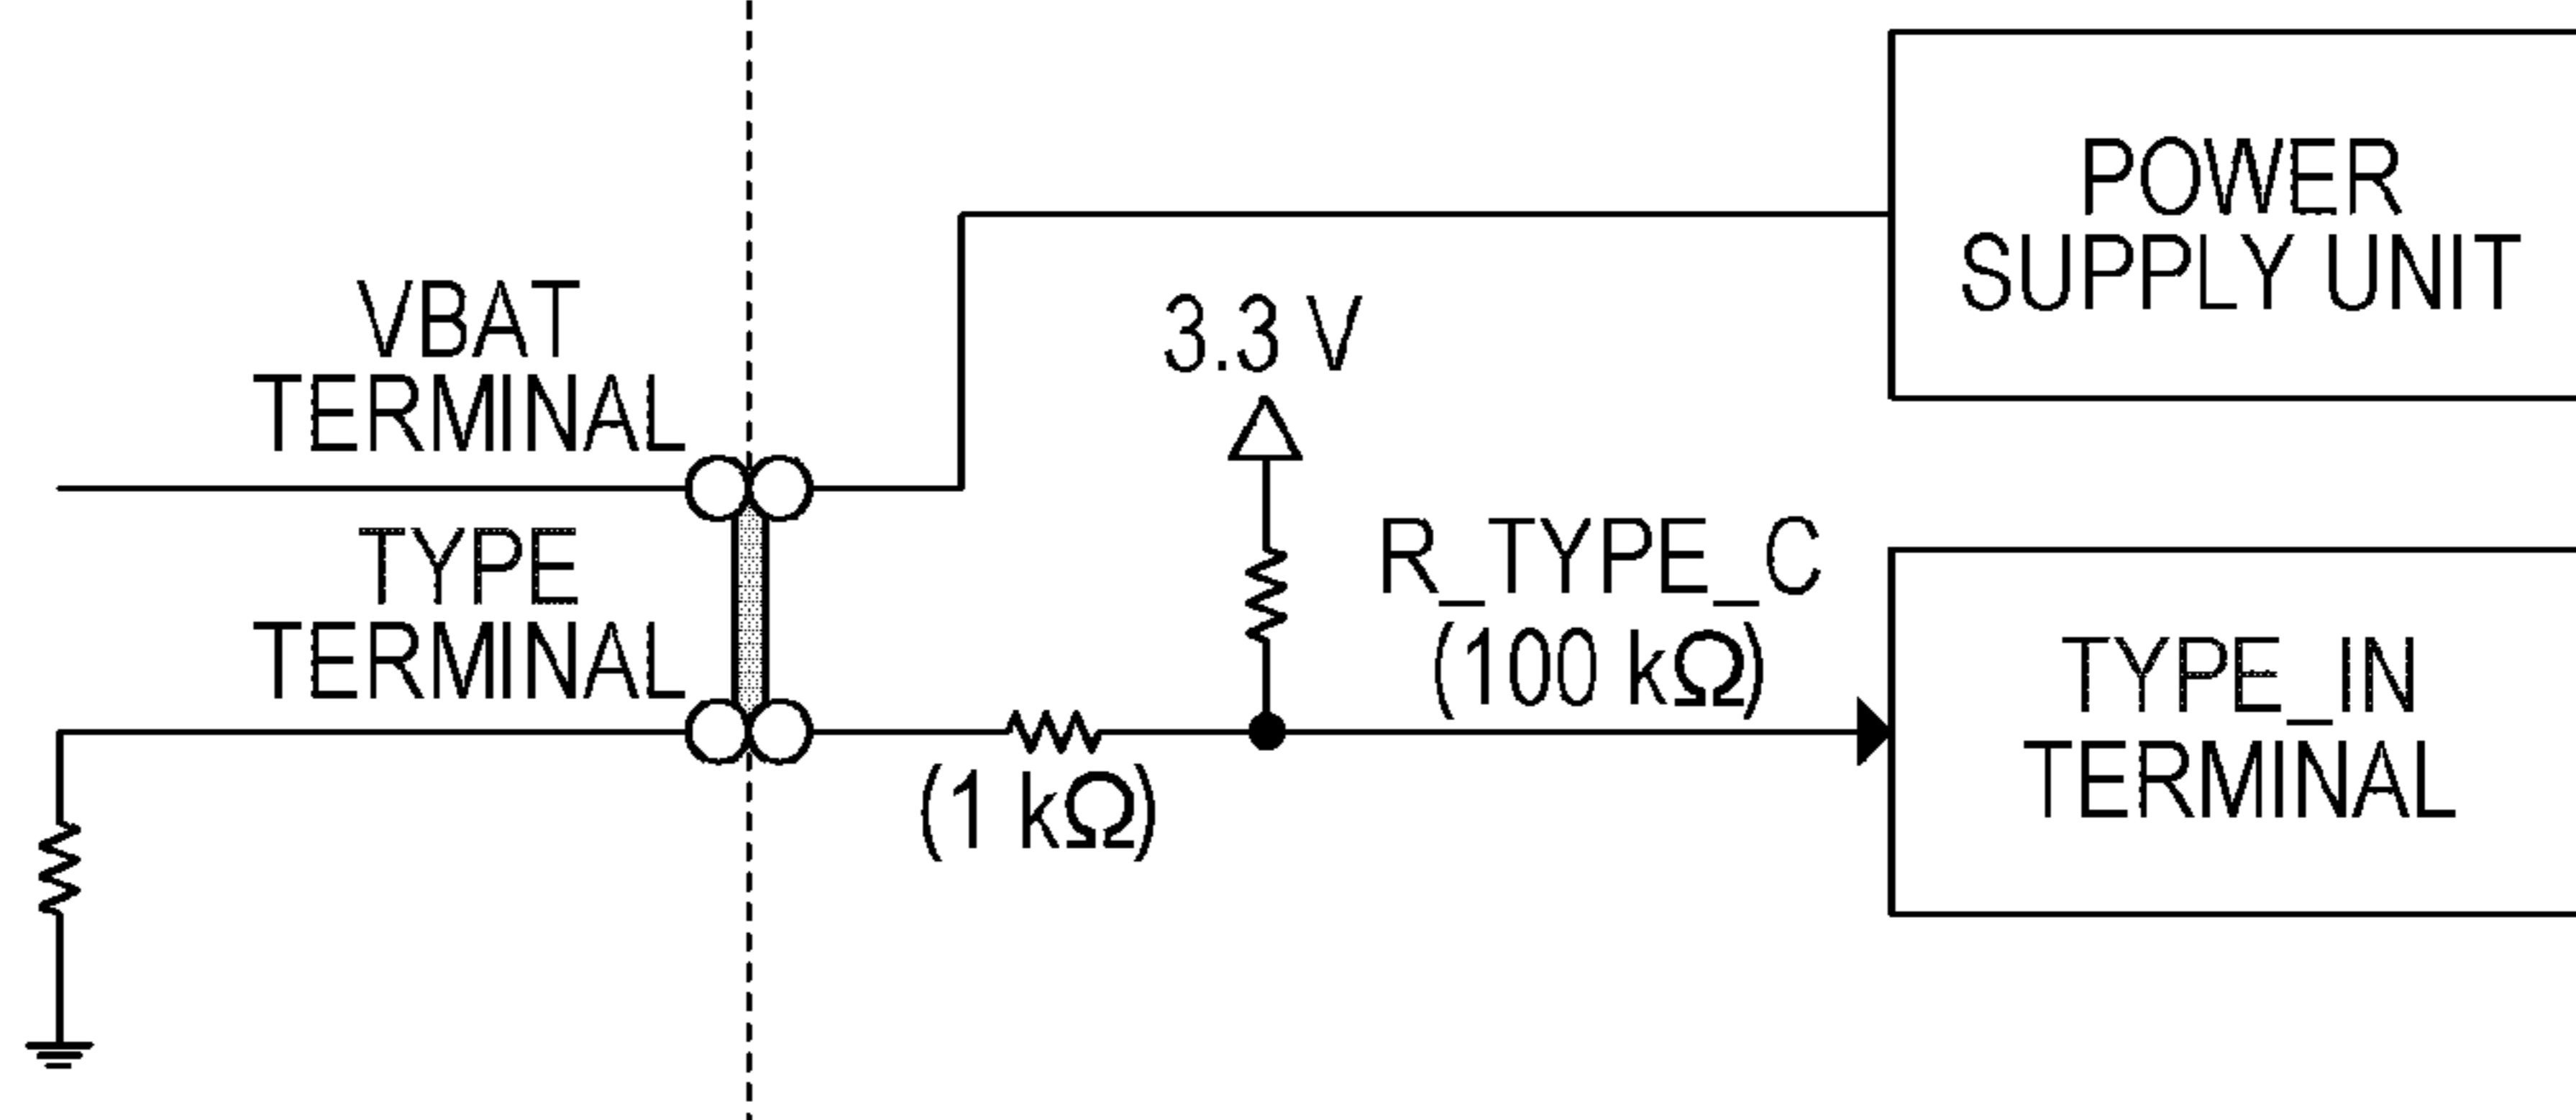 POWER
SUPPLY UNIT
VBAT
TERMINAL
3.3 V
TYPE
TERMINAL
R_TYPE_C
(100 kΩ)
TYPE_IN
TERMINAL
(1 kΩ)